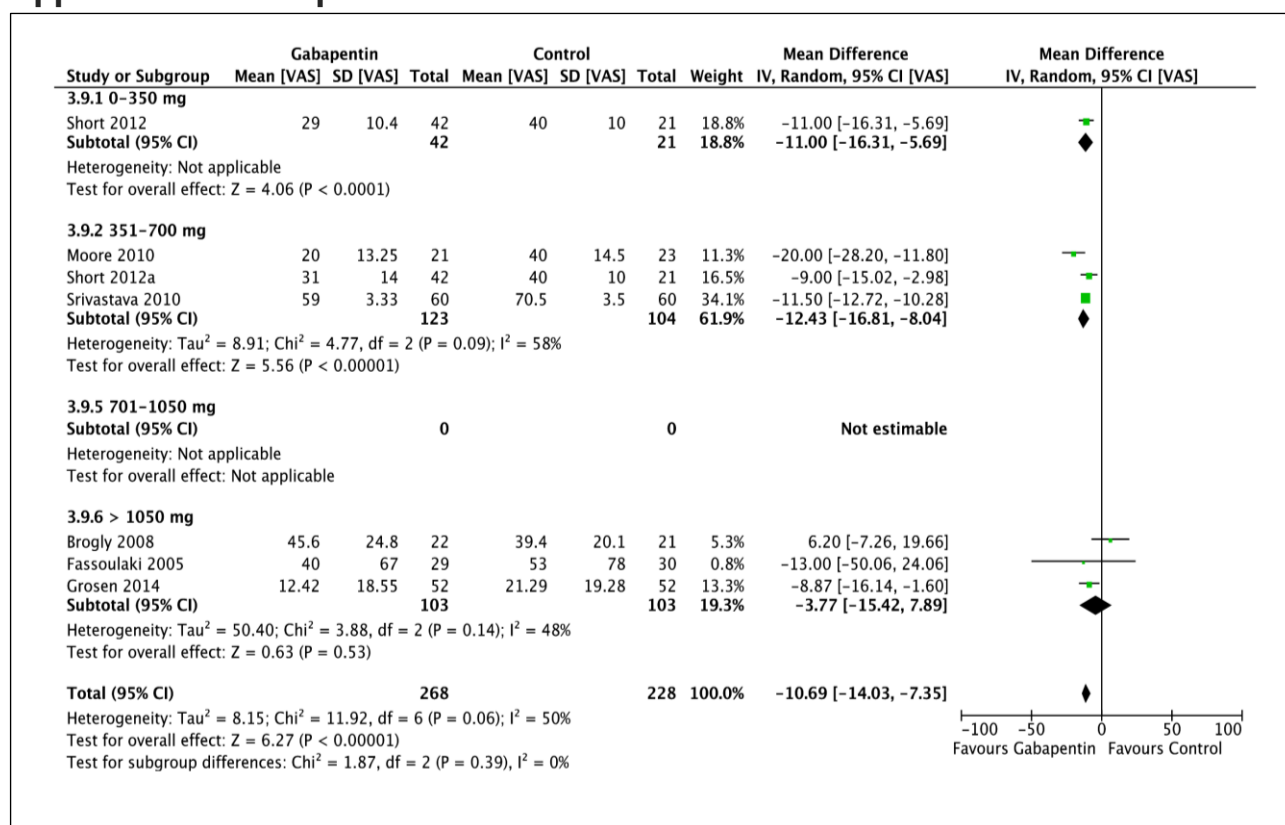 Gabapentin Control Mean Difference Mean Difference
Study or Subgroup Mean [VAS] SD [VAS] Total Mean [VAS] SD [VAS] Total Weight IV, Random, 95% CI [VAS] IV, Random, 95% CI [VAS]
3.9.1 0–350 mg
Short 2012 29 10.4 42 40 10 21 18.8% -11.00 [-16.31, -5.69]
Subtotal (95% CI) 42 21 18.8% -11.00 [-16.31, -5.69]
Heterogeneity: Not applicable
Test for overall effect: Z = 4.06 (P < 0.0001)
3.9.2 351–700 mg
Moore 2010 20 13.25 21 40 14.5 23 11.3% -20.00 [-28.20, -11.80]
Short 2012a 31 14 42 40 10 21 16.5% -9.00 [-15.02, -2.98]
Srivastava 2010 59 3.33 60 70.5 3.5 60 34.1% -11.50 [-12.72, -10.28]
Subtotal (95% CI) 123 104 61.9% -12.43 [-16.81, -8.04]
Heterogeneity: Tau² = 8.91; Chi² = 4.77, df = 2 (P = 0.09); I² = 58%
Test for overall effect: Z = 5.56 (P < 0.00001)
3.9.5 701–1050 mg
Subtotal (95% CI) 0 0 Not estimable
Heterogeneity: Not applicable
Test for overall effect: Not applicable
3.9.6 > 1050 mg
Brogly 2008 45.6 24.8 22 39.4 20.1 21 5.3% 6.20 [-7.26, 19.66]
Fassoulaki 2005 40 67 29 53 78 30 0.8% -13.00 [-50.06, 24.06]
Grosen 2014 12.42 18.55 52 21.29 19.28 52 13.3% -8.87 [-16.14, -1.60]
Subtotal (95% CI) 103 103 19.3% -3.77 [-15.42, 7.89]
Heterogeneity: Tau² = 50.40; Chi² = 3.88, df = 2 (P = 0.14); I² = 48%
Test for overall effect: Z = 0.63 (P = 0.53)
Total (95% CI) 268 228 100.0% -10.69 [-14.03, -7.35]
Heterogeneity: Tau² = 8.15; Chi² = 11.92, df = 6 (P = 0.06); I² = 50%
Test for overall effect: Z = 6.27 (P < 0.00001)
Test for subgroup differences: Chi² = 1.87, df = 2 (P = 0.39), I² = 0%
-100 -50 0 50 100
Favours Gabapentin Favours Control